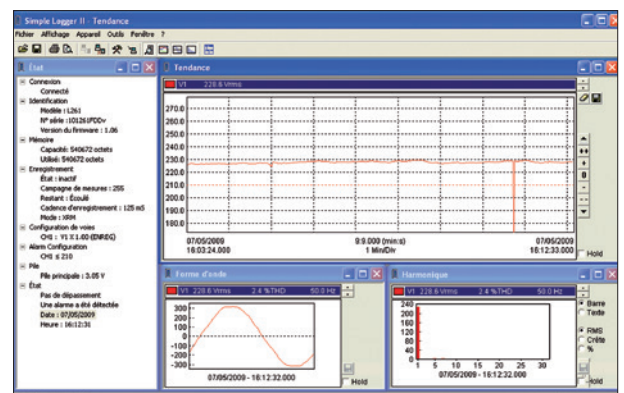 Simple Logger II - Tendance
Fichier Affichage Appareil Outils Fenêtre ?
État
Connexion
Connecté
Identification
Modèle : L261
N° série :101261FDDv
Version du firmware : 1.06
Mémoire
Capacité: 540672 octets
Utilisé: 540672 octets
Enregistrement
État : inactif
Campagne de mesures : 255
Restant : Écoulé
Cadence d'enregistrement : 125 mS
Mode : XRM
Configuration de voies
CH1 : V1 X 1.00 (ENREG)
Alarm Configuration
CH1 ≤ 210
Pile
Pile principale : 3.05 V
État
Pas de dépassement
Une alarme a été détectée
Date : 07/05/2009
Heure : 16:12:31
Tendance
V1 228.6 Vrms
270.0
260.0
250.0
240.0
230.0
220.0
210.0
200.0
190.0
180.0
07/05/2009 9:9.000 (min:s) 07/05/2009
16:03:24.000 1 Min/Div 16:12:33.000
Hold
Forme d'onde
V1 228.6 Vrms 2.4 %THD 50.0 Hz
300
200
100
0
-100
-200
-300
07/05/2009 - 16:12:32.000
Hold
Harmonique
V1 228.6 Vrms 2.4 %THD 50.0 Hz
240
200
160
120
80
40
0
1 5 10 15 20 25 30
07/05/2009 - 16:12:32.000
Barre
Texte
RMS
Crête
%
Hold